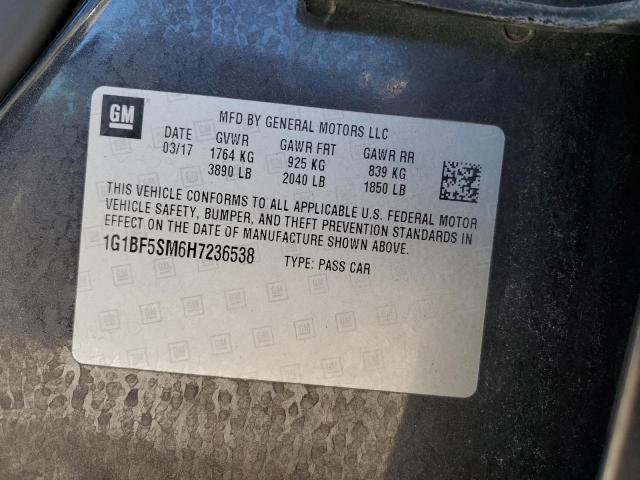 GM
MFD BY GENERAL MOTORS LLC
DATE GVWR GAWR FRT GAWR RR
03/17 1764 KG 925 KG 839 KG
3890 LB 2040 LB 1850 LB
THIS VEHICLE CONFORMS TO ALL APPLICABLE U.S. FEDERAL MOTOR
VEHICLE SAFETY, BUMPER, AND THEFT PREVENTION STANDARDS IN
EFFECT ON THE DATE OF MANUFACTURE SHOWN ABOVE.
1G1BF5SM6H7236538 TYPE: PASS CAR